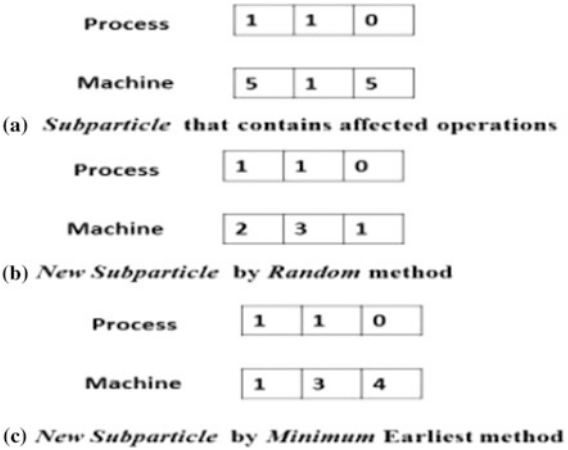 Process 1 1 0
Machine 5 1 5
(a) Subparticle that contains affected operations
Process 1 1 0
Machine 2 3 1
(b) New Subparticle by Random method
Process 1 1 0
Machine 1 3 4
(c) New Subparticle by Minimum Earliest method